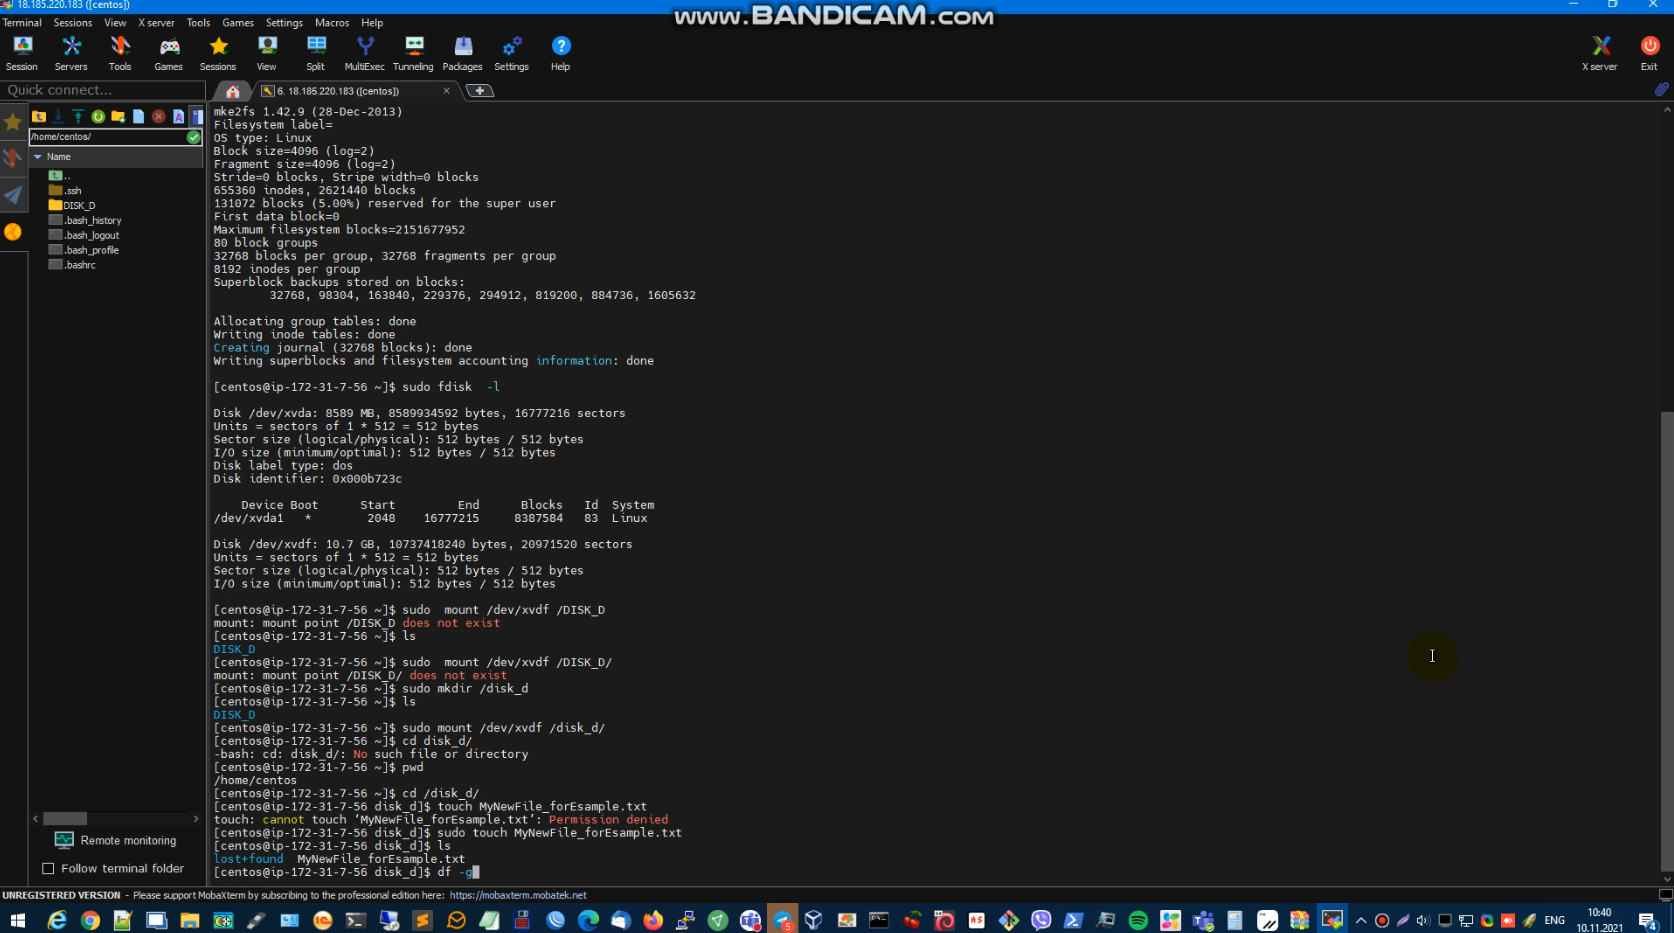 18.185.220.183 ([centos])
www.BANDICAM.com
Terminal Sessions View X server Tools Games Settings Macros Help
Session Servers Tools Games Sessions View Split MultiExec Tunneling Packages Settings Help X server Exit
Quick connect...
6. 18.185.220.183 ([centos])
/home/centos/
Name
..
.ssh
DISK_D
.bash_history
.bash_logout
.bash_profile
.bashrc
Remote monitoring
Follow terminal folder
mke2fs 1.42.9 (28-Dec-2013)
Filesystem label=
OS type: Linux
Block size=4096 (log=2)
Fragment size=4096 (log=2)
Stride=0 blocks, Stripe width=0 blocks
655360 inodes, 2621440 blocks
131072 blocks (5.00%) reserved for the super user
First data block=0
Maximum filesystem blocks=2151677952
80 block groups
32768 blocks per group, 32768 fragments per group
8192 inodes per group
Superblock backups stored on blocks:
32768, 98304, 163840, 229376, 294912, 819200, 884736, 1605632
Allocating group tables: done
Writing inode tables: done
Creating journal (32768 blocks): done
Writing superblocks and filesystem accounting information: done
[centos@ip-172-31-7-56 ~]$ sudo fdisk  -l
Disk /dev/xvda: 8589 MB, 8589934592 bytes, 16777216 sectors
Units = sectors of 1 * 512 = 512 bytes
Sector size (logical/physical): 512 bytes / 512 bytes
I/O size (minimum/optimal): 512 bytes / 512 bytes
Disk label type: dos
Disk identifier: 0x000b723c
Device Boot      Start         End      Blocks   Id  System
/dev/xvda1   *        2048    16777215     8387584   83  Linux
Disk /dev/xvdf: 10.7 GB, 10737418240 bytes, 20971520 sectors
Units = sectors of 1 * 512 = 512 bytes
Sector size (logical/physical): 512 bytes / 512 bytes
I/O size (minimum/optimal): 512 bytes / 512 bytes
[centos@ip-172-31-7-56 ~]$ sudo  mount /dev/xvdf /DISK_D
mount: mount point /DISK_D does not exist
[centos@ip-172-31-7-56 ~]$ ls
DISK_D
[centos@ip-172-31-7-56 ~]$ sudo  mount /dev/xvdf /DISK_D/
mount: mount point /DISK_D/ does not exist
[centos@ip-172-31-7-56 ~]$ sudo mkdir /disk_d
[centos@ip-172-31-7-56 ~]$ ls
DISK_D
[centos@ip-172-31-7-56 ~]$ sudo mount /dev/xvdf /disk_d/
[centos@ip-172-31-7-56 ~]$ cd disk_d/
-bash: cd: disk_d/: No such file or directory
[centos@ip-172-31-7-56 ~]$ pwd
/home/centos
[centos@ip-172-31-7-56 ~]$ cd /disk_d/
[centos@ip-172-31-7-56 disk_d]$ touch MyNewFile_forEsample.txt
touch: cannot touch ‘MyNewFile_forEsample.txt’: Permission denied
[centos@ip-172-31-7-56 disk_d]$ sudo touch MyNewFile_forEsample.txt
[centos@ip-172-31-7-56 disk_d]$ ls
lost+found  MyNewFile_forEsample.txt
[centos@ip-172-31-7-56 disk_d]$ df -g
UNREGISTERED VERSION - Please support MobaXterm by subscribing to the professional edition here: https://mobaxterm.mobatek.net
ENG
10:40
10.11.2021